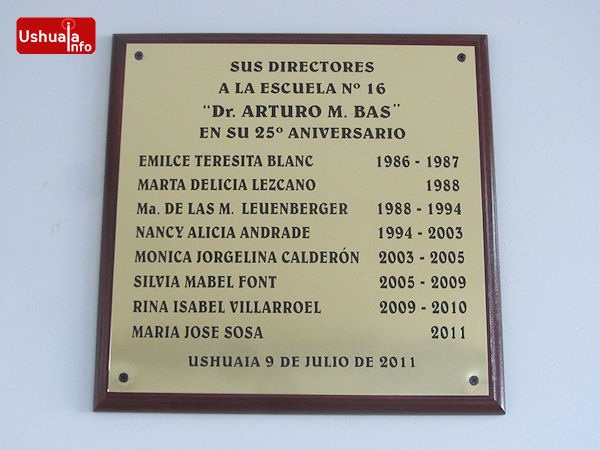 Ushuaia
Info
SUS DIRECTORES
A LA ESCUELA Nº 16
"Dr. ARTURO M. BAS"
EN SU 25º ANIVERSARIO
EMILCE TERESITA BLANC 1986 - 1987
MARTA DELICIA LEZCANO 1988
Ma. DE LAS M. LEUENBERGER 1988 - 1994
NANCY ALICIA ANDRADE 1994 - 2003
MONICA JORGELINA CALDERÓN 2003 - 2005
SILVIA MABEL FONT 2005 - 2009
RINA ISABEL VILLARROEL 2009 - 2010
MARIA JOSE SOSA 2011
USHUAIA 9 DE JULIO DE 2011